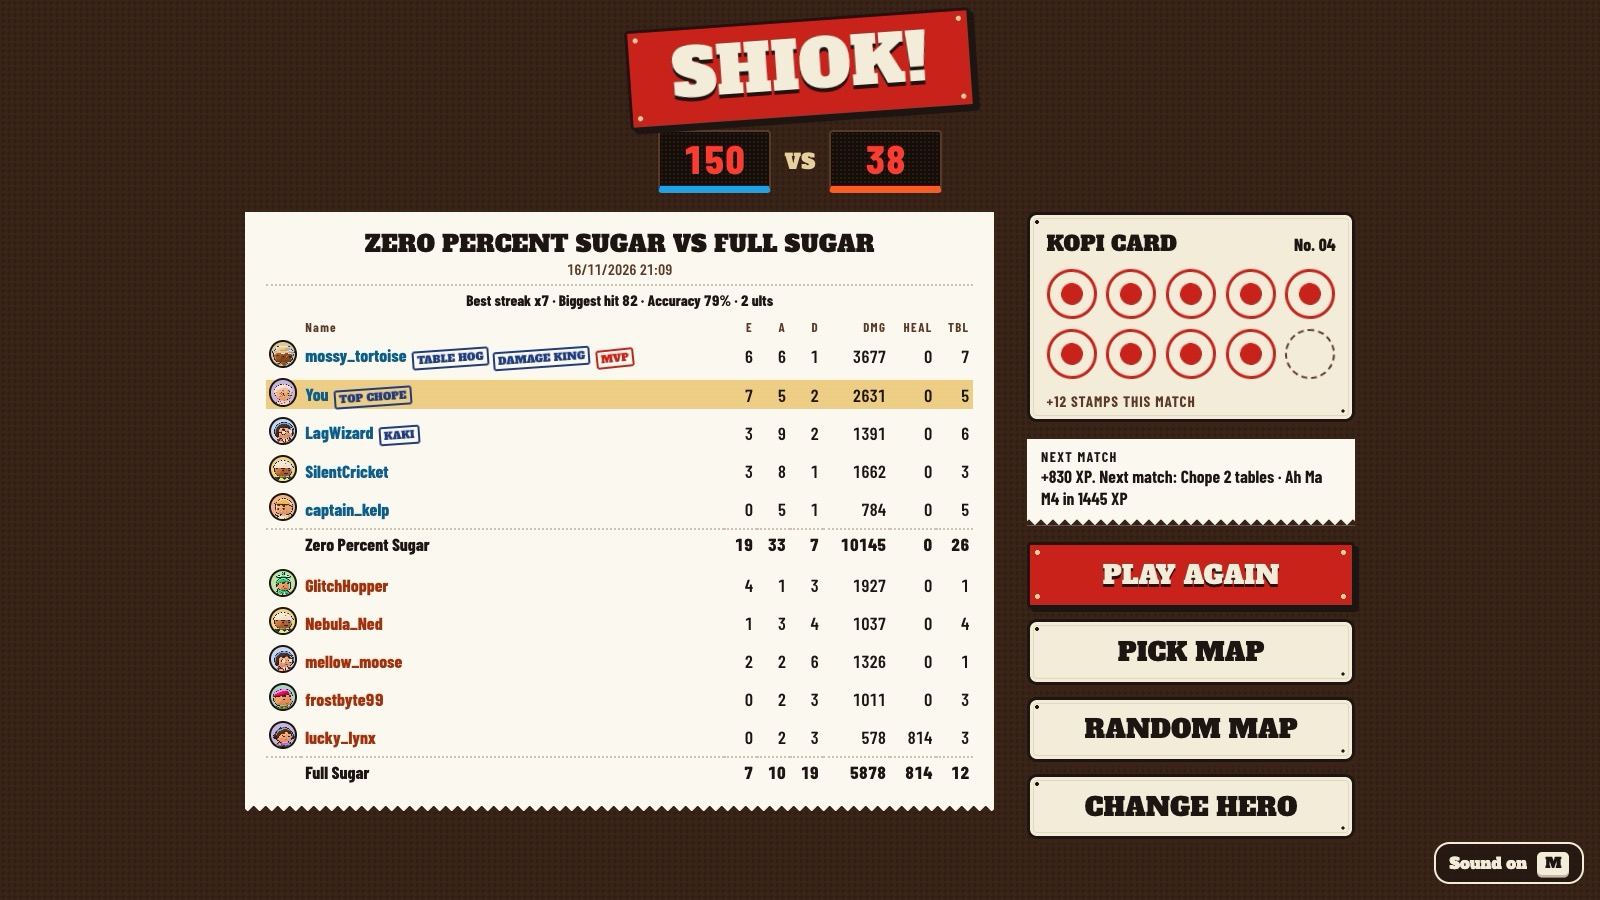 SHIOK!
150 VS 38
ZERO PERCENT SUGAR VS FULL SUGAR
16/11/2026 21:09
Best streak x7 · Biggest hit 82 · Accuracy 79% · 2 ults
Name E A D DMG HEAL TBL
mossy_tortoise TABLE HOG DAMAGE KING MVP 6 6 1 3677 0 7
You TOP CHOPE 7 5 2 2631 0 5
LagWizard KAKI 3 9 2 1391 0 6
SilentCricket 3 8 1 1662 0 3
captain_kelp 0 5 1 784 0 5
Zero Percent Sugar 19 33 7 10145 0 26
GlitchHopper 4 1 3 1927 0 1
Nebula_Ned 1 3 4 1037 0 4
mellow_moose 2 2 6 1326 0 1
frostbyte99 0 2 3 1011 0 3
lucky_lynx 0 2 3 578 814 3
Full Sugar 7 10 19 5878 814 12
KOPI CARD No. 04
+12 STAMPS THIS MATCH
NEXT MATCH
+830 XP. Next match: Chope 2 tables · Ah Ma
M4 in 1445 XP
PLAY AGAIN
PICK MAP
RANDOM MAP
CHANGE HERO
Sound on M